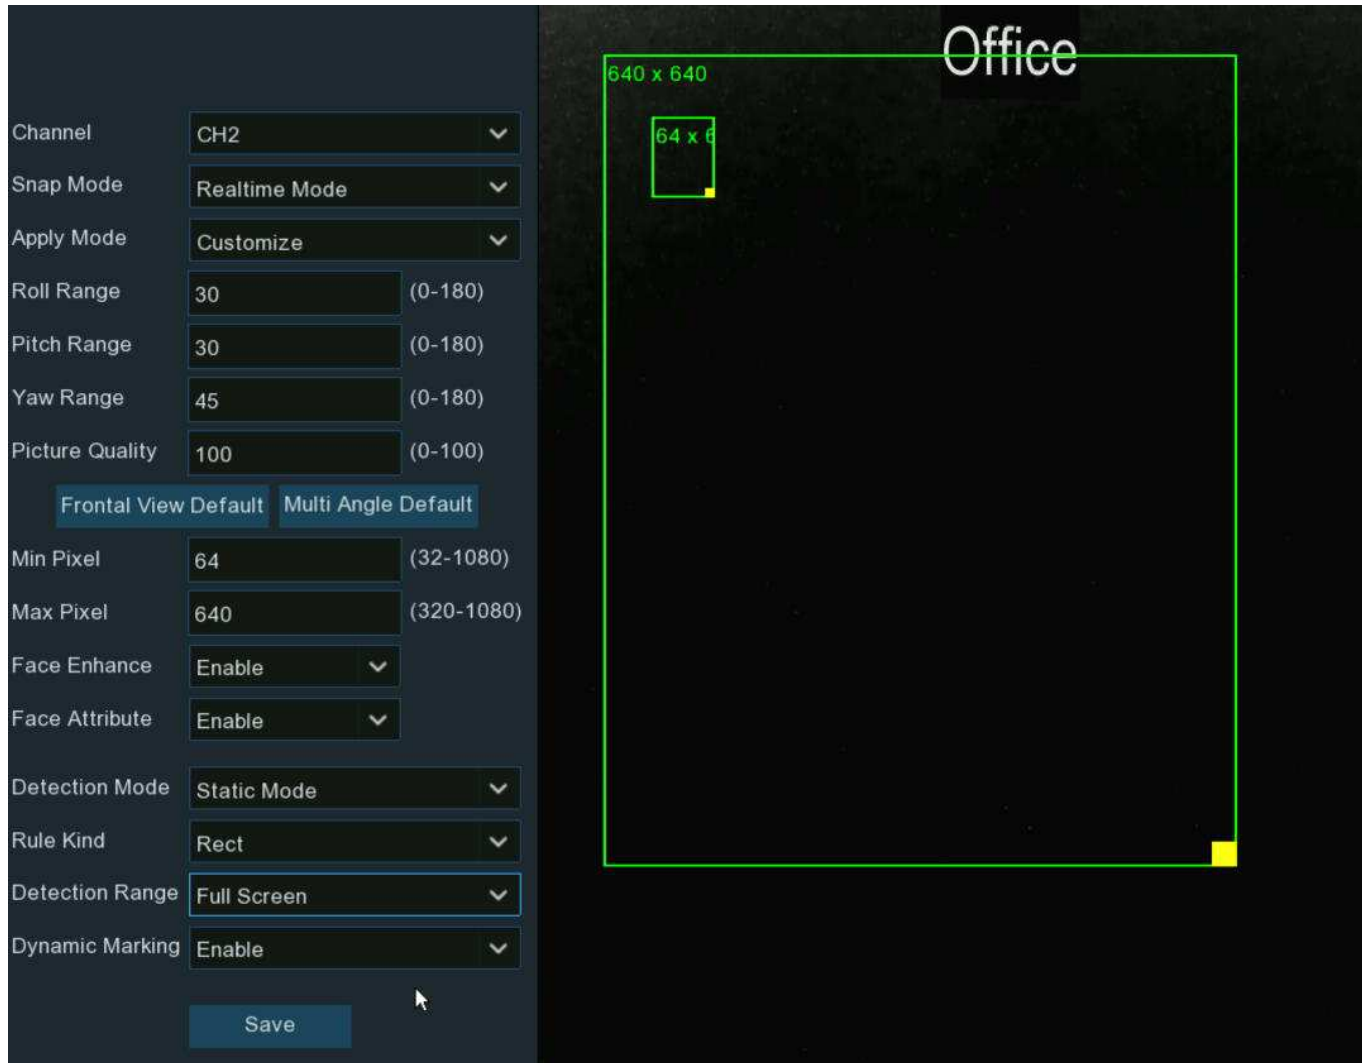 Office
640 x 640
64 x 6
Channel CH2
Snap Mode Realtime Mode
Apply Mode Customize
Roll Range 30 (0-180)
Pitch Range 30 (0-180)
Yaw Range 45 (0-180)
Picture Quality 100 (0-100)
Frontal View Default Multi Angle Default
Min Pixel 64 (32-1080)
Max Pixel 640 (320-1080)
Face Enhance Enable
Face Attribute Enable
Detection Mode Static Mode
Rule Kind Rect
Detection Range Full Screen
Dynamic Marking Enable
Save